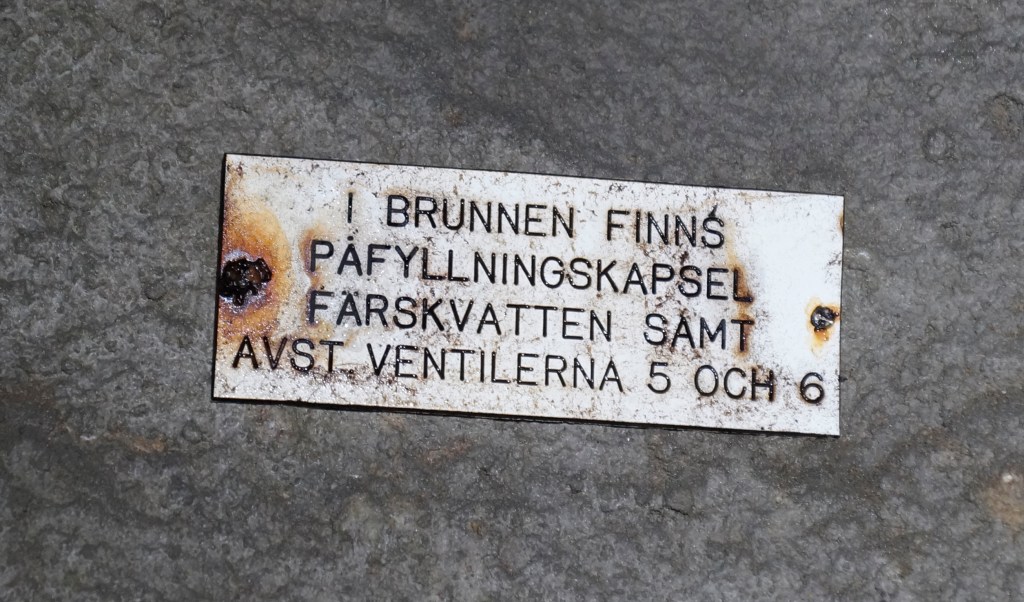 I BRUNNEN FINNS
PÅFYLLNINGSKAPSEL
FÄRSKVATTEN SAMT
AVST. VENTILERNA 5 OCH 6